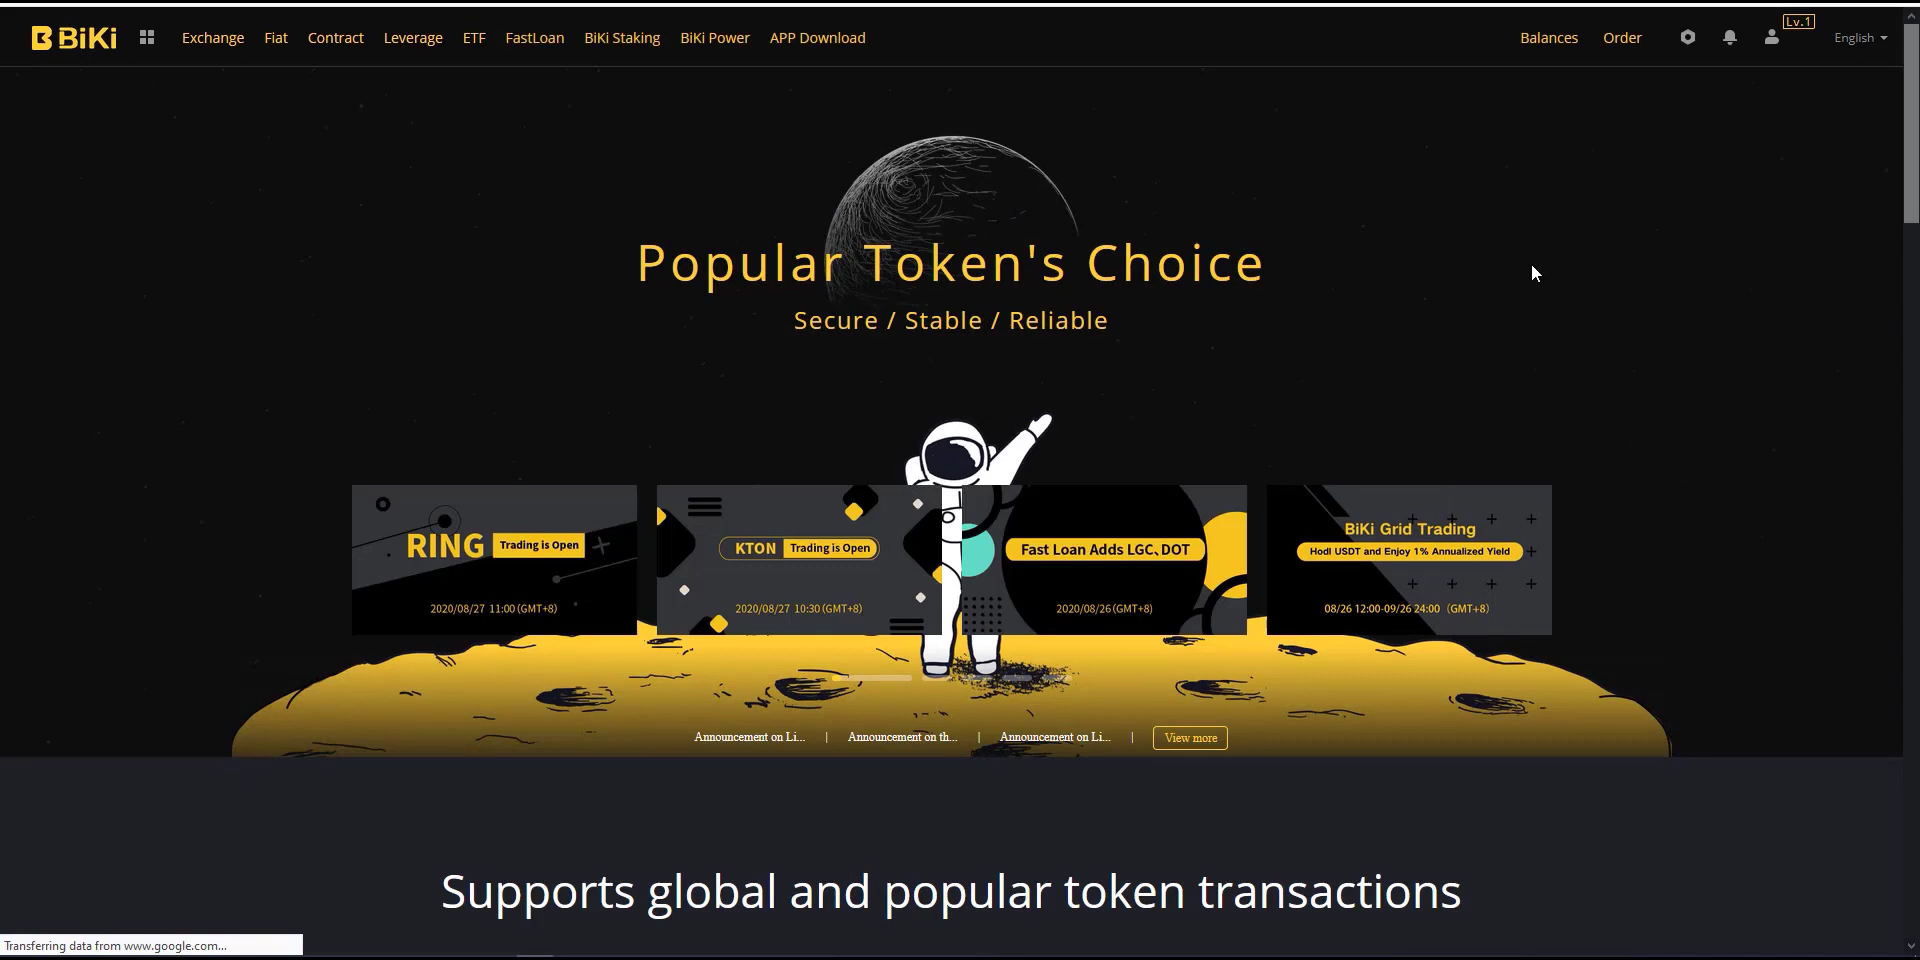 BiKi
Exchange Fiat Contract Leverage ETF FastLoan BiKi Staking BiKi Power APP Download
Balances Order Lv.1 English
Popular Token's Choice
Secure / Stable / Reliable
RING Trading is Open
2020/08/27 11:00(GMT+8)
KTON Trading is Open
2020/08/27 10:30(GMT+8)
Fast Loan Adds LGC、DOT
2020/08/26(GMT+8)
BiKi Grid Trading
Hodl USDT and Enjoy 1% Annualized Yield
08/26 12:00-09/26 24:00 (GMT+8)
Announcement on Li... | Announcement on th... | Announcement on Li... | View more
Supports global and popular token transactions
Transferring data from www.google.com...